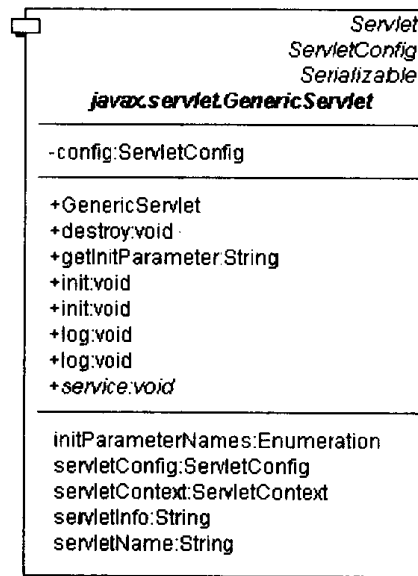 Servlet
ServletConfig
Serializable
javax.servlet.GenericServlet
-config:ServletConfig
+GenericServlet
+destroy:void
+getInitParameter:String
+init:void
+init:void
+log:void
+log:void
+service:void
initParameterNames:Enumeration
servletConfig:ServletConfig
servletContext:ServletContext
servletInfo:String
servletName:String